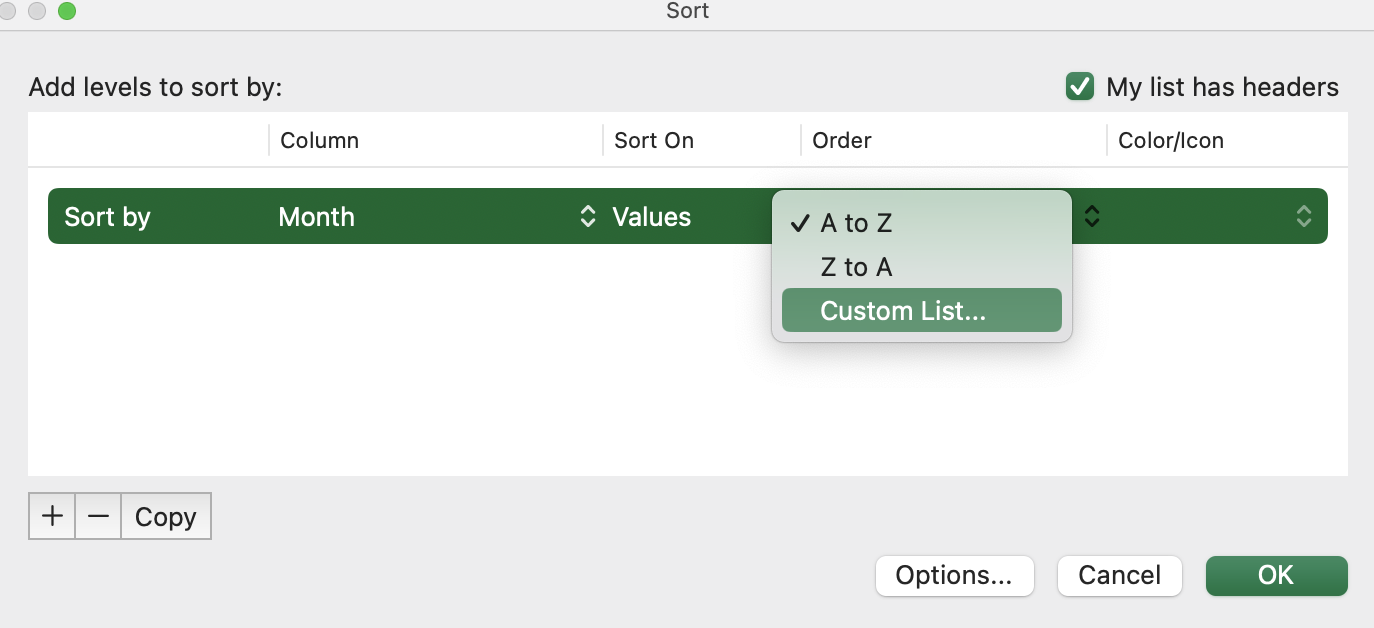 Sort
Add levels to sort by:
My list has headers
Column Sort On Order Color/Icon
Sort by Month Values
A to Z
Z to A
Custom List...
+ − Copy
Options... Cancel OK